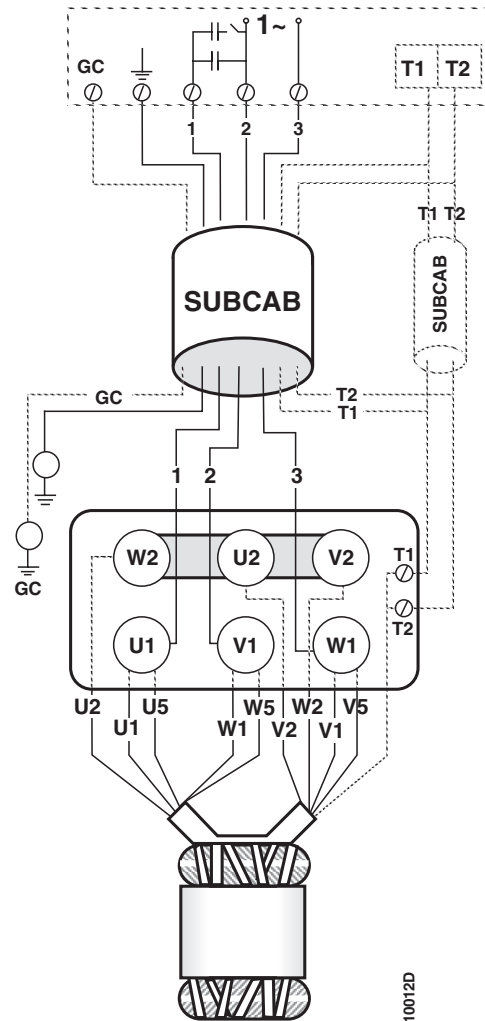 1~
GC
T1 T2
1 2 3
T1 T2
SUBCAB
SUBCAB
GC
T2
T1
1 2 3
W2 U2 V2
T1
GC
T2
U1 V1 W1
U2 U5 W5 W2 V5
U1 W1 V2 V1
10012D